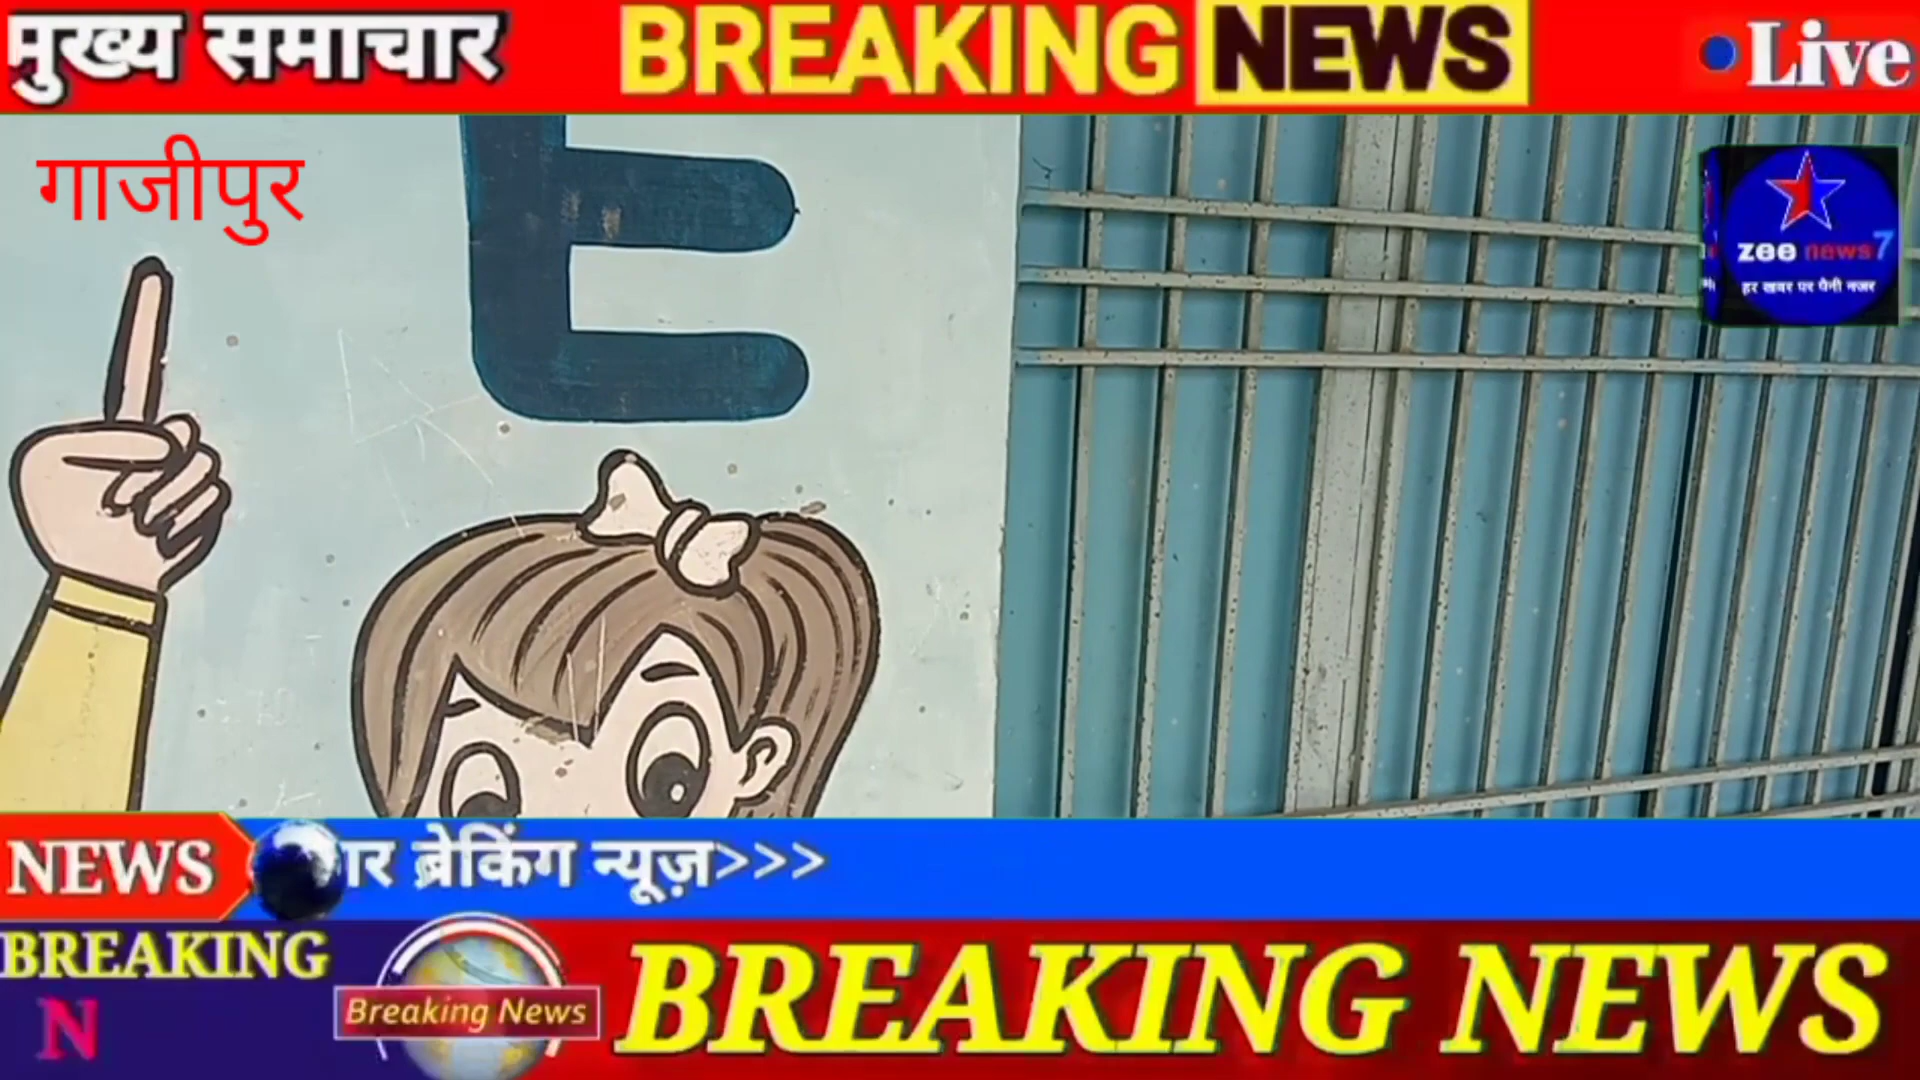 मुख्य समाचार BREAKING NEWS Live
गाजीपुर
E
zee news7
हर खबर पर पैनी नजर
NEWS
ब्रेकिंग न्यूज़>>>
BREAKING
N
Breaking News
BREAKING NEWS